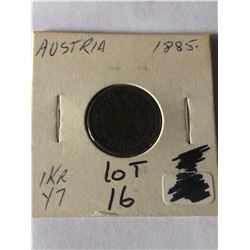 AUSTRIA 1885.
1KR LOT
Y7 16